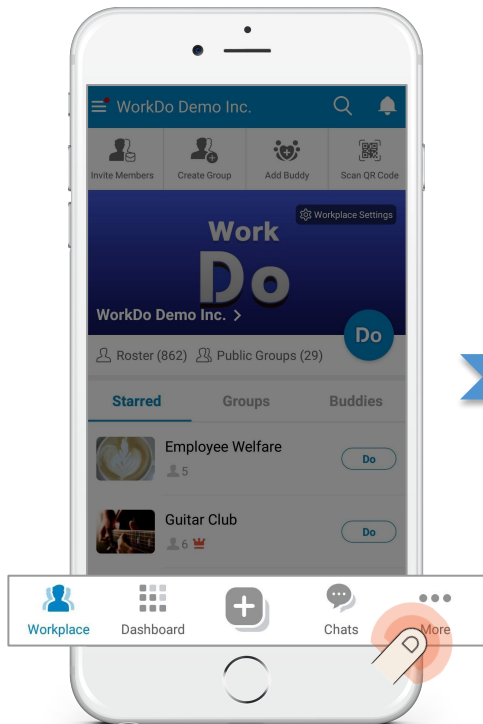 WorkDo Demo Inc.
Invite Members
Create Group
Add Buddy
Scan QR Code
Workplace Settings
Work
Do
WorkDo Demo Inc. >
Do
Roster (862) Public Groups (29)
Starred Groups Buddies
Employee Welfare
5
Do
Guitar Club
6
Do
Workplace Dashboard Chats More